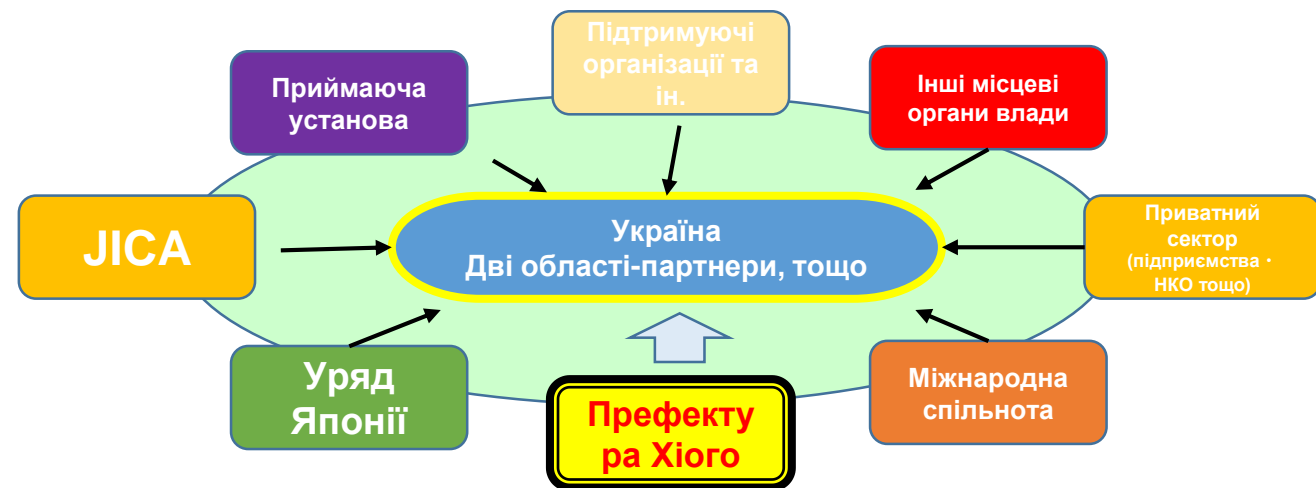 Підтримуючі
організації та
ін.
Приймаюча
установа
Інші місцеві
органи влади
JICA
Україна
Дві області-партнери, тощо
Приватний
сектор
(підприємства・
НКО тощо)
Уряд
Японії
Префекту
ра Хіого
Міжнародна
спільнота